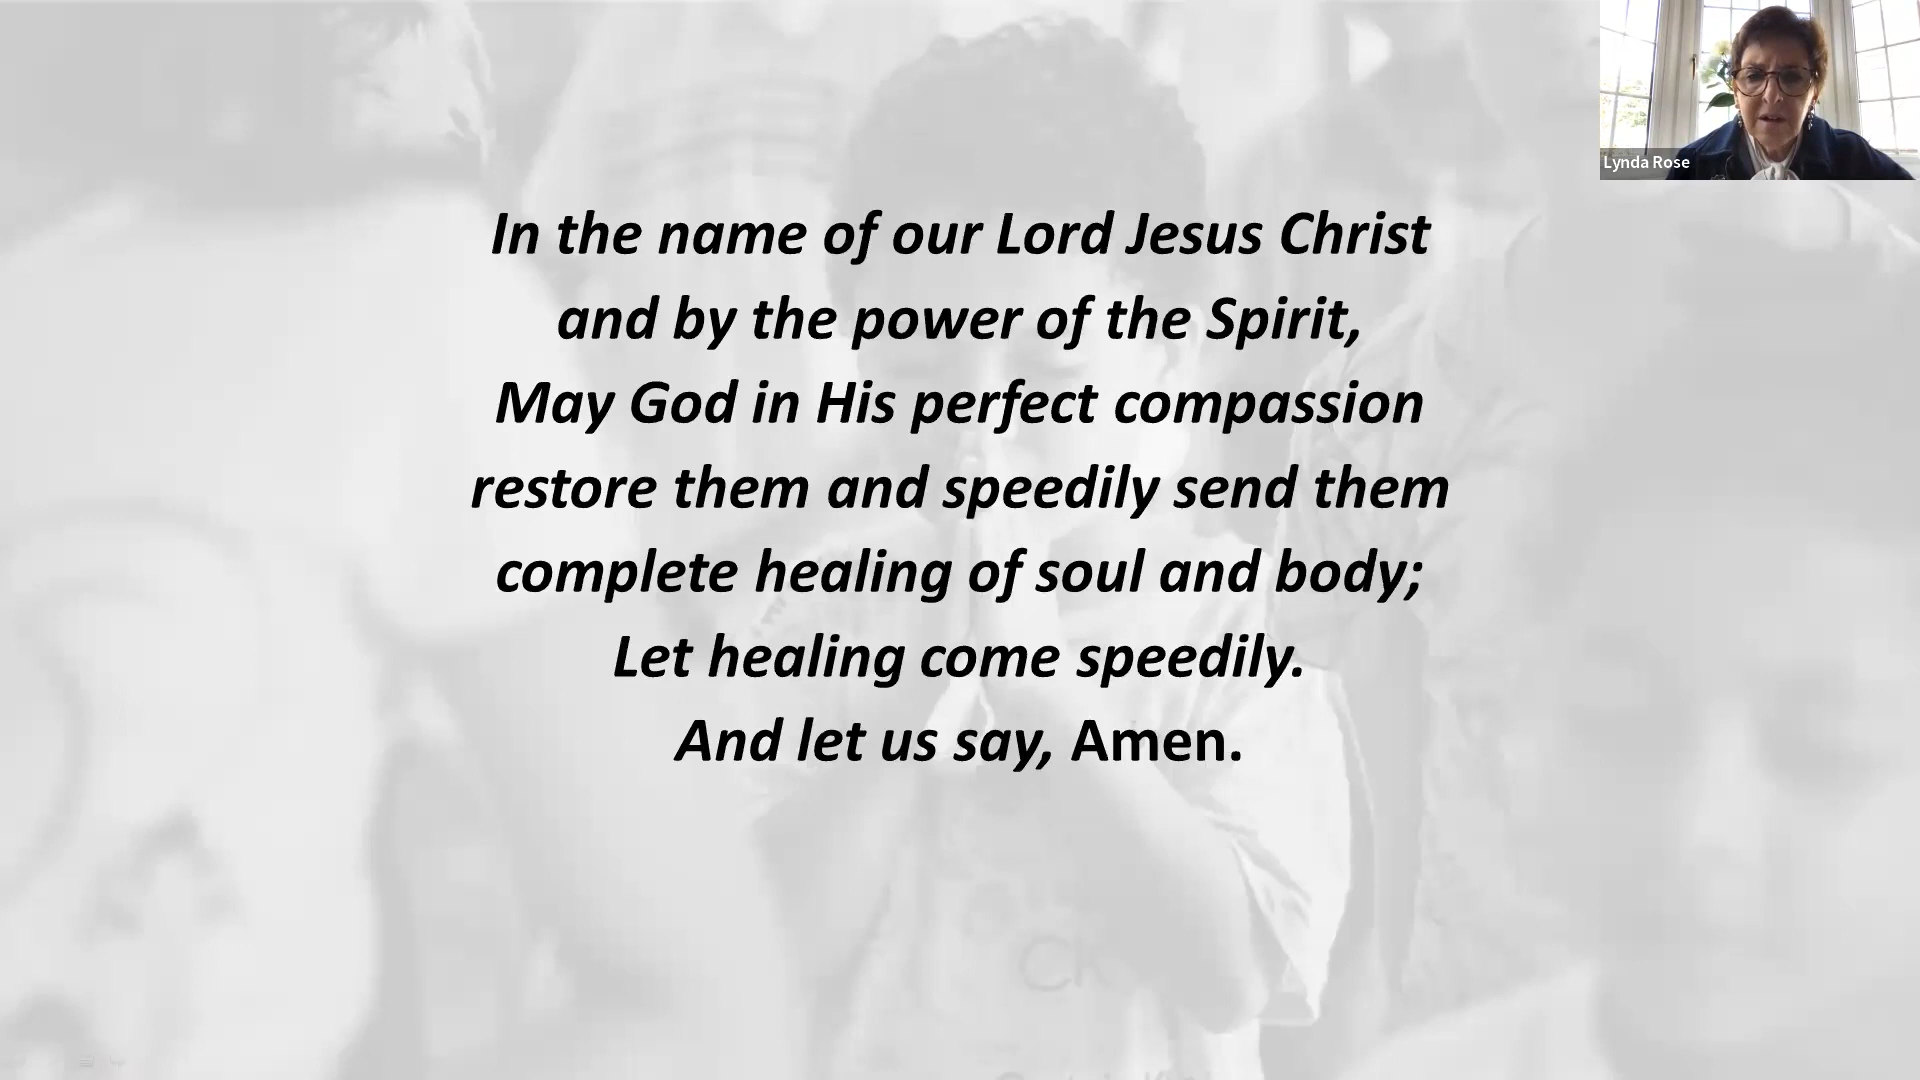 Lynda Rose
In the name of our Lord Jesus Christ
and by the power of the Spirit,
May God in His perfect compassion
restore them and speedily send them
complete healing of soul and body;
Let healing come speedily.
And let us say, Amen.
CK